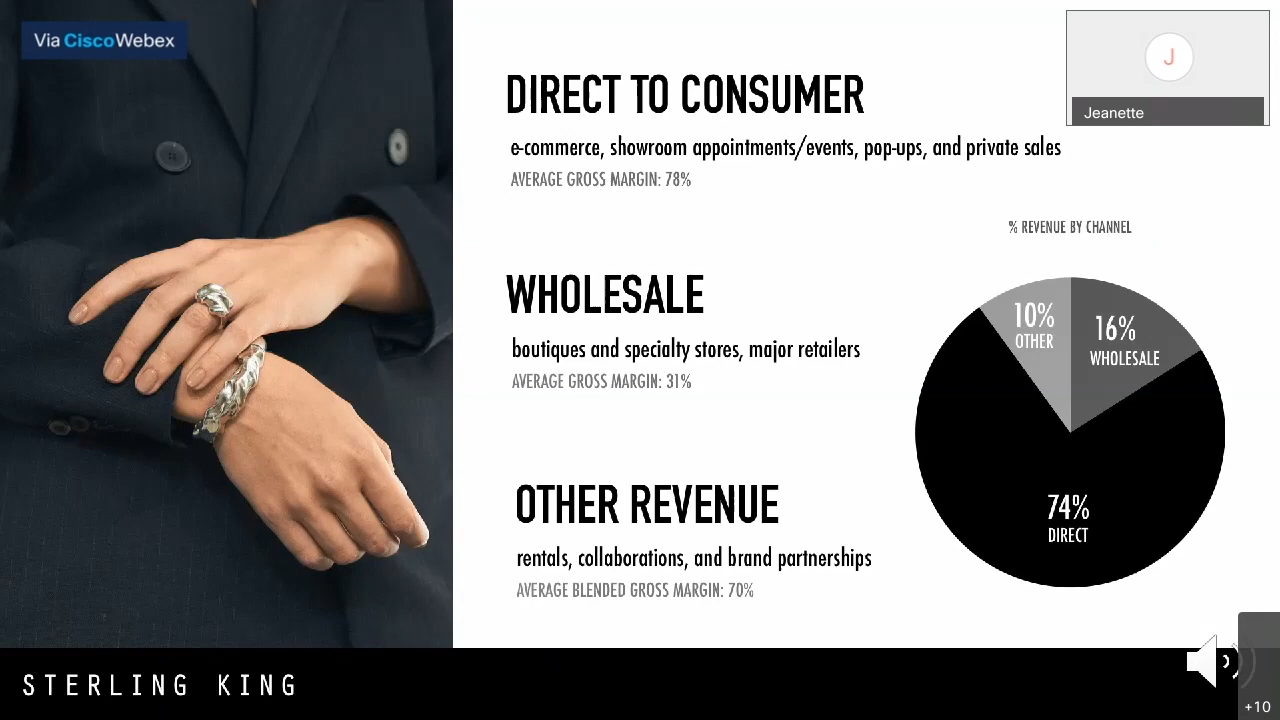 Via CiscoWebex
J
Jeanette
DIRECT TO CONSUMER
e-commerce, showroom appointments/events, pop-ups, and private sales
AVERAGE GROSS MARGIN: 78%
WHOLESALE
boutiques and specialty stores, major retailers
AVERAGE GROSS MARGIN: 31%
OTHER REVENUE
rentals, collaborations, and brand partnerships
AVERAGE BLENDED GROSS MARGIN: 70%
% REVENUE BY CHANNEL
10%
OTHER
16%
WHOLESALE
74%
DIRECT
STERLING KING
+10